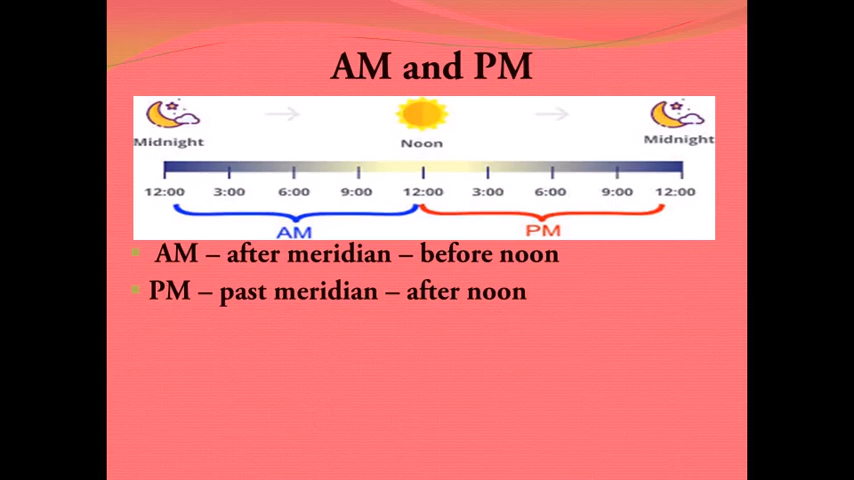 AM and PM
Midnight Noon Midnight
12:00 3:00 6:00 9:00 12:00 3:00 6:00 9:00 12:00
AM PM
AM – after meridian – before noon
PM – past meridian – after noon